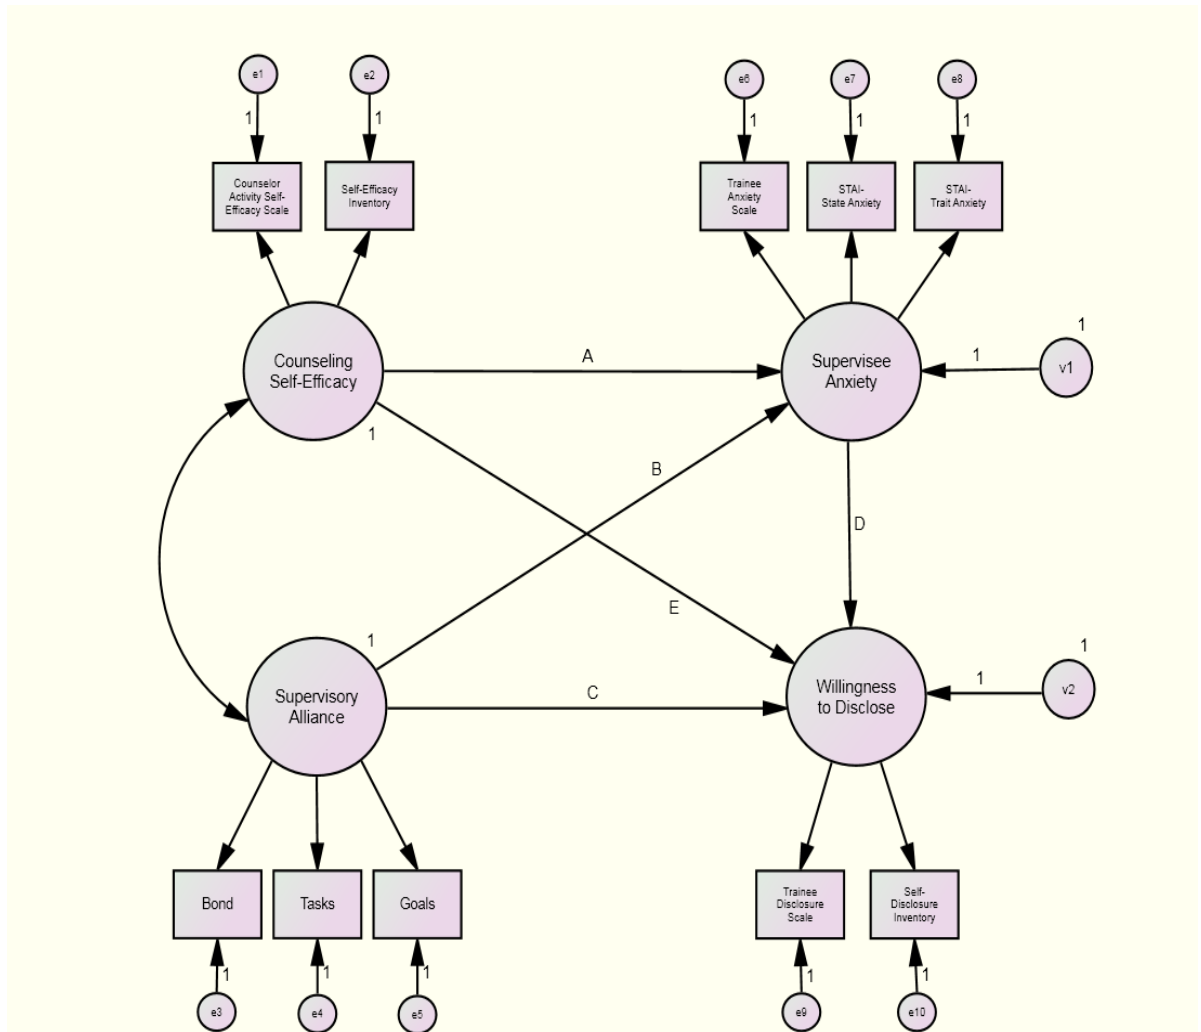 e1
e2
e6
e7
e8
1
1
1
1
1
Counselor
Activity Self-
Efficacy Scale
Self-Efficacy
Inventory
Trainee
Anxiety
Scale
STAI-
State Anxiety
STAI-
Trait Anxiety
Counseling
Self-Efficacy
1
A
Supervisee
Anxiety
1
v1
1
B
D
E
1
Supervisory
Alliance
C
Willingness
to Disclose
1
v2
1
Bond
Tasks
Goals
Trainee
Disclosure
Scale
Self-
Disclosure
Inventory
1
1
1
1
1
e3
e4
e5
e9
e10